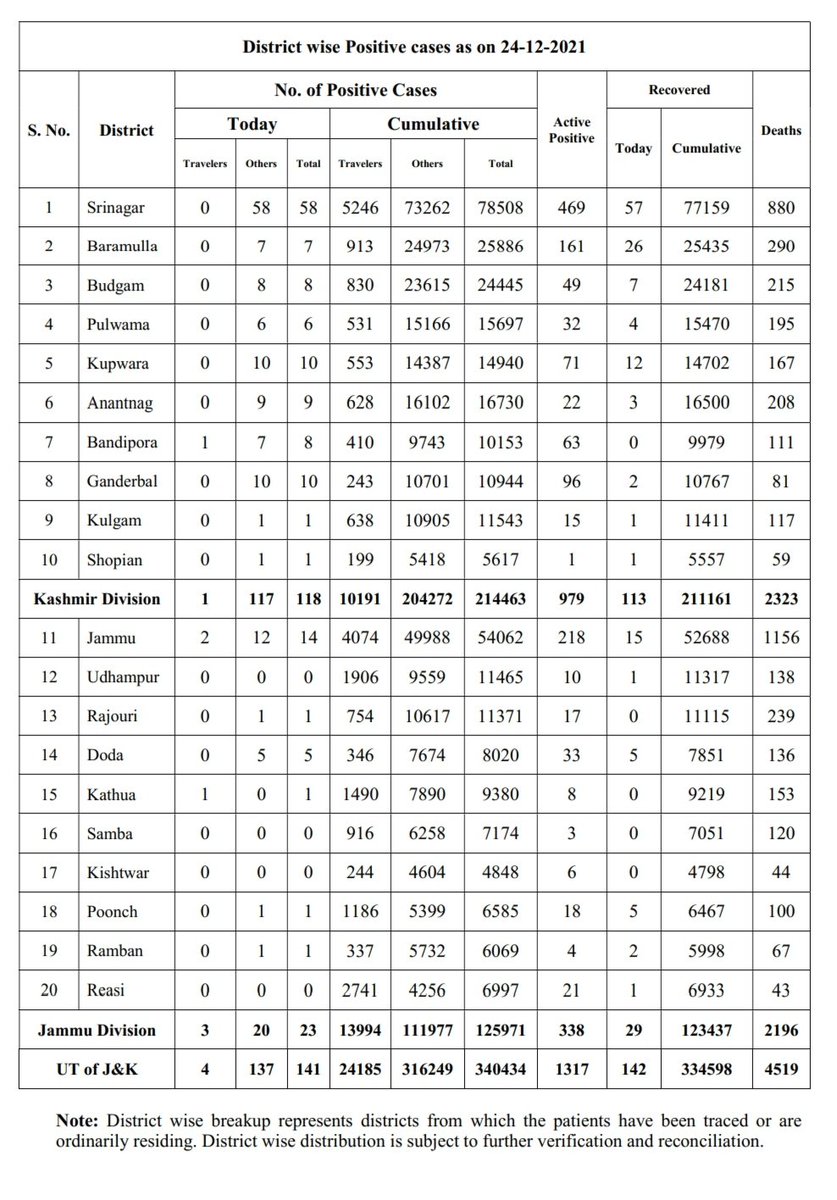 District wise Positive cases as on 24-12-2021
S. No. District No. of Positive Cases Active Positive Recovered Deaths
Today Cumulative Today Cumulative
Travelers Others Total Travelers Others Total
1 Srinagar 0 58 58 5246 73262 78508 469 57 77159 880
2 Baramulla 0 7 7 913 24973 25886 161 26 25435 290
3 Budgam 0 8 8 830 23615 24445 49 7 24181 215
4 Pulwama 0 6 6 531 15166 15697 32 4 15470 195
5 Kupwara 0 10 10 553 14387 14940 71 12 14702 167
6 Anantnag 0 9 9 628 16102 16730 22 3 16500 208
7 Bandipora 1 7 8 410 9743 10153 63 0 9979 111
8 Ganderbal 0 10 10 243 10701 10944 96 2 10767 81
9 Kulgam 0 1 1 638 10905 11543 15 1 11411 117
10 Shopian 0 1 1 199 5418 5617 1 1 5557 59
Kashmir Division 1 117 118 10191 204272 214463 979 113 211161 2323
11 Jammu 2 12 14 4074 49988 54062 218 15 52688 1156
12 Udhampur 0 0 0 1906 9559 11465 10 1 11317 138
13 Rajouri 0 1 1 754 10617 11371 17 0 11115 239
14 Doda 0 5 5 346 7674 8020 33 5 7851 136
15 Kathua 1 0 1 1490 7890 9380 8 0 9219 153
16 Samba 0 0 0 916 6258 7174 3 0 7051 120
17 Kishtwar 0 0 0 244 4604 4848 6 0 4798 44
18 Poonch 0 1 1 1186 5399 6585 18 5 6467 100
19 Ramban 0 1 1 337 5732 6069 4 2 5998 67
20 Reasi 0 0 0 2741 4256 6997 21 1 6933 43
Jammu Division 3 20 23 13994 111977 125971 338 29 123437 2196
UT of J&K 4 137 141 24185 316249 340434 1317 142 334598 4519
Note: District wise breakup represents districts from which the patients have been traced or are
ordinarily residing. District wise distribution is subject to further verification and reconciliation.